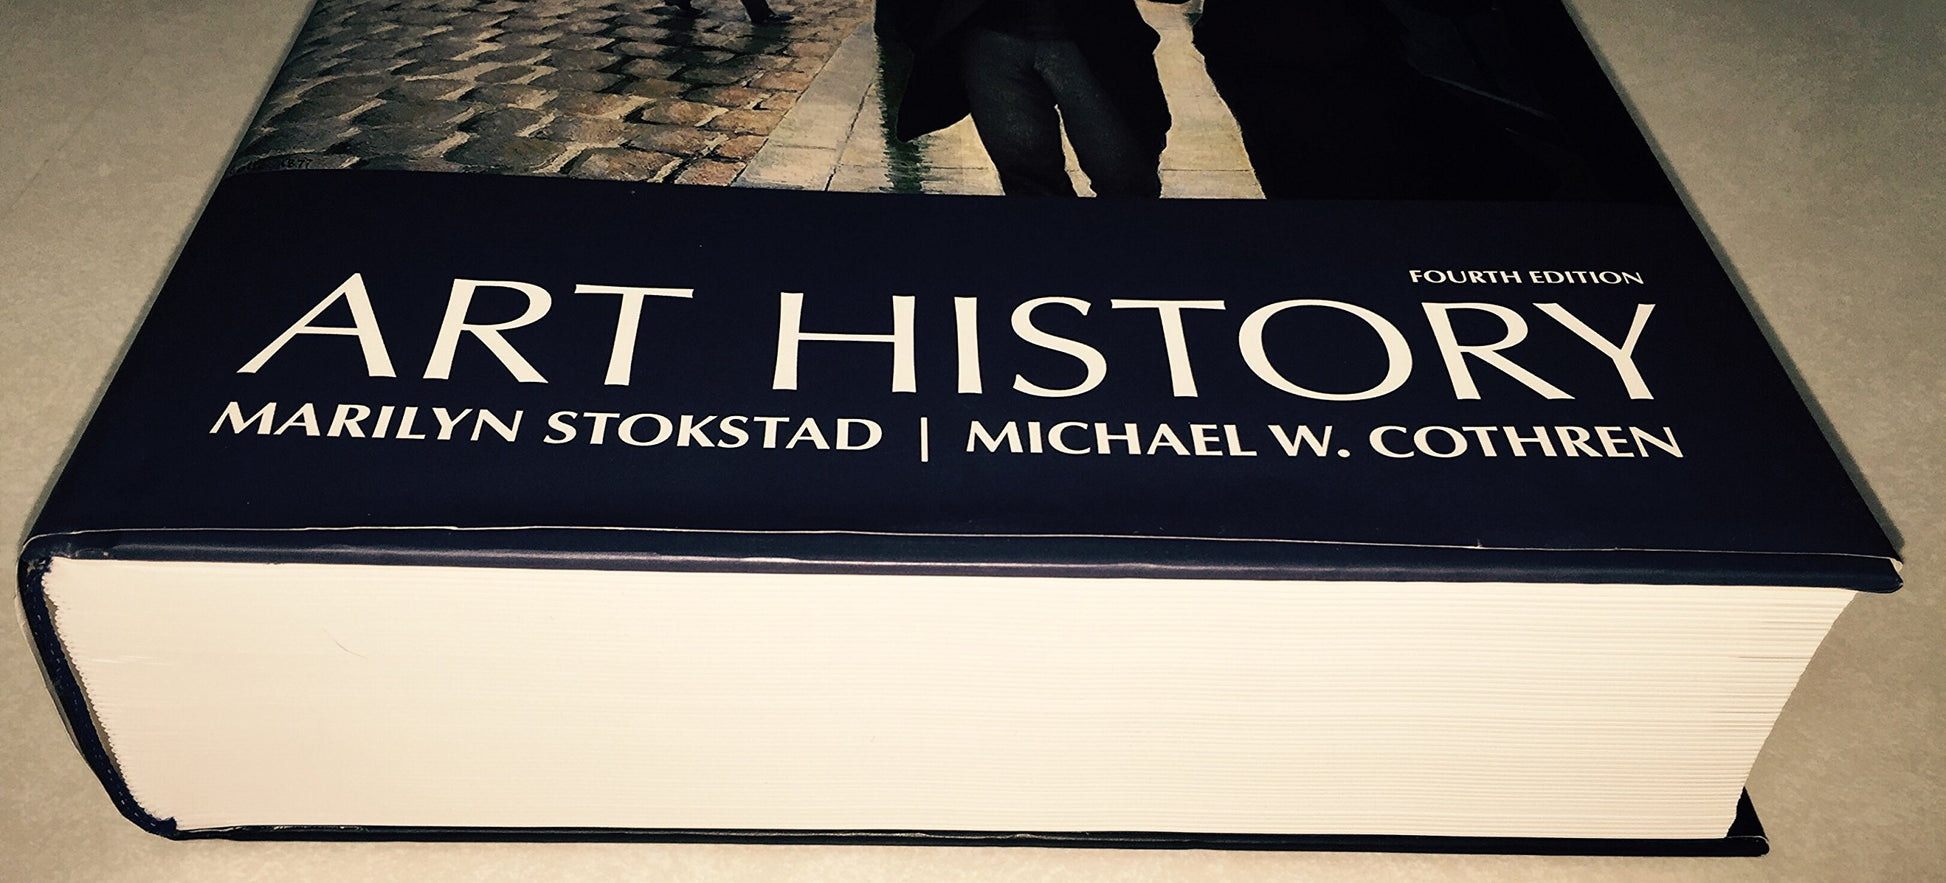 FOURTH EDITION
ART HISTORY
MARILYN STOKSTAD | MICHAEL W. COTHREN